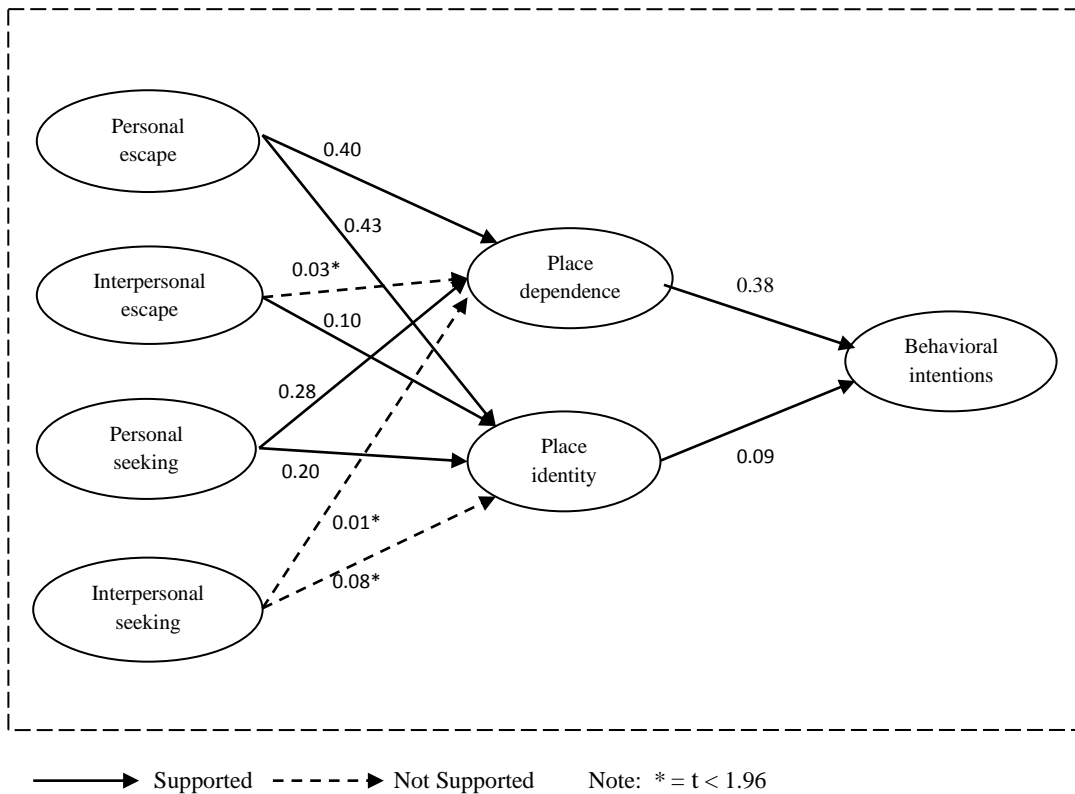 Personal
escape
0.40
0.43
Interpersonal
escape
0.03*
Place
dependence
0.38
0.10
Behavioral
intentions
0.28
Personal
seeking
0.20
Place
identity
0.09
0.01*
0.08*
Interpersonal
seeking
Supported Not Supported Note: * = t < 1.96